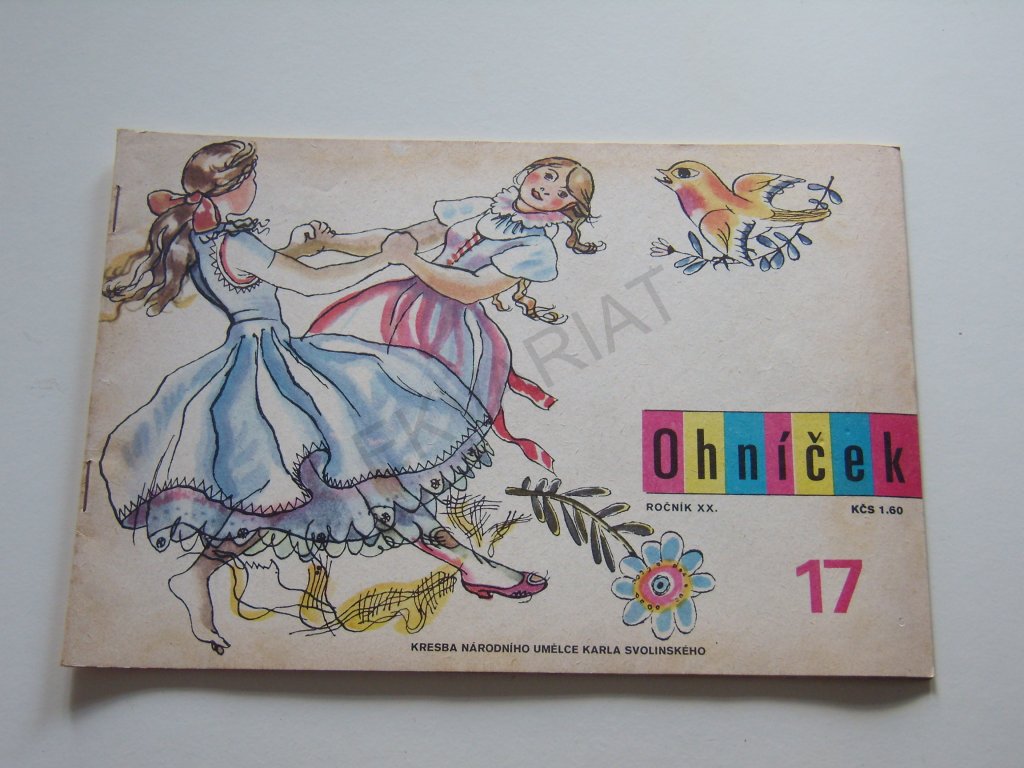 Ohníček
ROČNÍK XX.
KČS 1.60
17
KRESBA NÁRODNÍHO UMĚLCE KARLA SVOLINSKÉHO